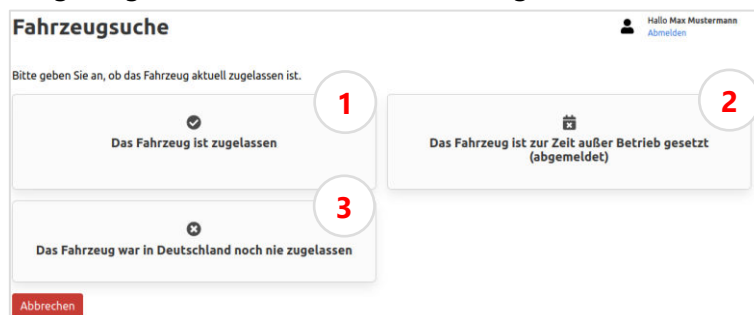 Fahrzeugsuche
Hallo Max Mustermann
Abmelden
Bitte geben Sie an, ob das Fahrzeug aktuell zugelassen ist.
1
Das Fahrzeug ist zugelassen
2
Das Fahrzeug ist zur Zeit außer Betrieb gesetzt
(abgemeldet)
3
Das Fahrzeug war in Deutschland noch nie zugelassen
Abbrechen